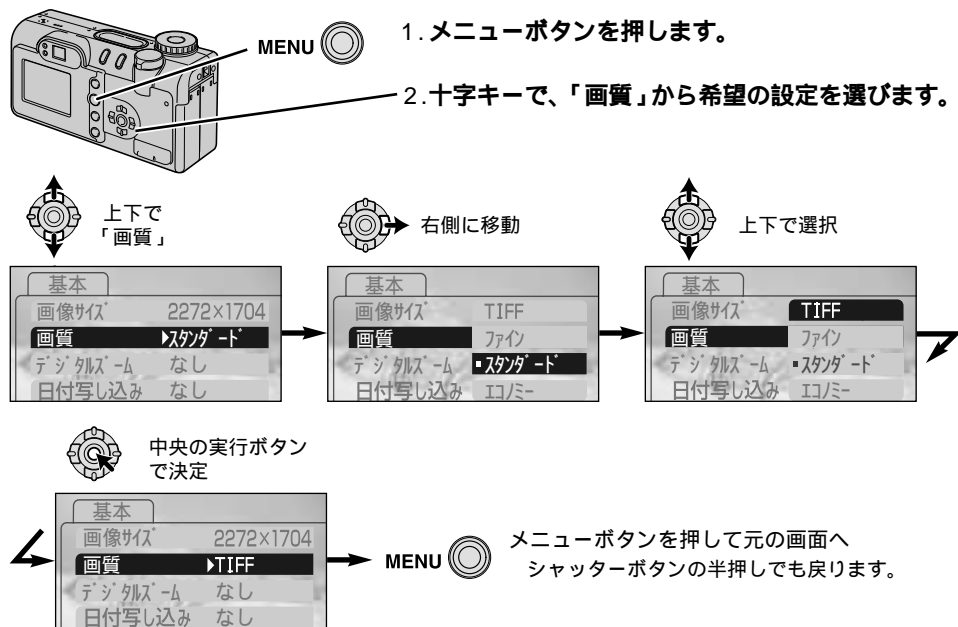 MENU
1.メニューボタンを押します。
2.十字キーで、「画質」から希望の設定を選びます。
上下で
「画質」
右側に移動
上下で選択
基本
画像ｻｲｽﾞ 2272×1704
画質 ▶ｽﾀﾝﾀﾞｰﾄﾞ
ﾃﾞｼﾞﾀﾙｽﾞｰﾑ なし
日付写し込み なし
基本
画像ｻｲｽﾞ TIFF
画質 ﾌｧｲﾝ
ﾃﾞｼﾞﾀﾙｽﾞｰﾑ ▪ｽﾀﾝﾀﾞｰﾄﾞ
日付写し込み ｴｺﾉﾐｰ
基本
画像ｻｲｽﾞ TIFF
画質 ﾌｧｲﾝ
ﾃﾞｼﾞﾀﾙｽﾞｰﾑ ▪ｽﾀﾝﾀﾞｰﾄﾞ
日付写し込み ｴｺﾉﾐｰ
中央の実行ボタン
で決定
基本
画像ｻｲｽﾞ 2272×1704
画質 ▶TIFF
ﾃﾞｼﾞﾀﾙｽﾞｰﾑ なし
日付写し込み なし
MENU
メニューボタンを押して元の画面へ
シャッターボタンの半押しでも戻ります。